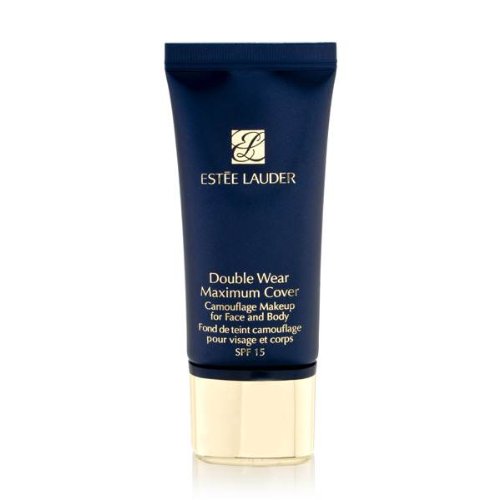 ESTĒE LAUDER
Double Wear
Maximum Cover
Camouflage Makeup
for Face and Body
Fond de teint camouflage
pour visage et corps
SPF 15